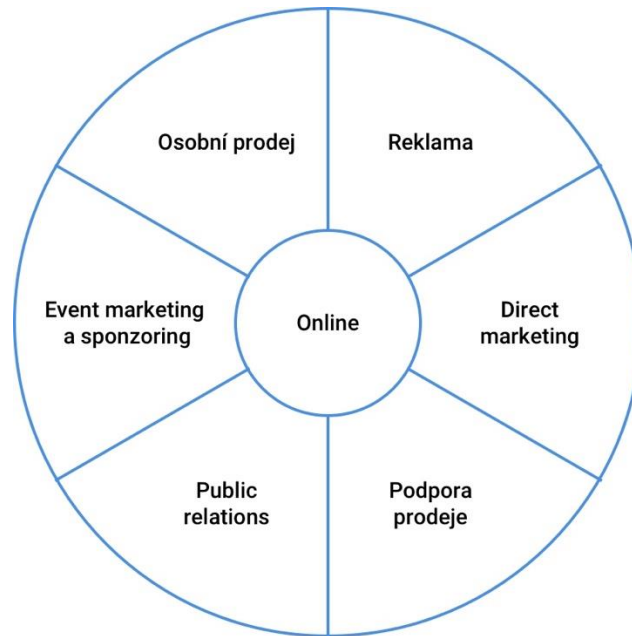 Osobní prodej
Reklama
Event marketing
a sponzoring
Online
Direct
marketing
Public
relations
Podpora
prodeje